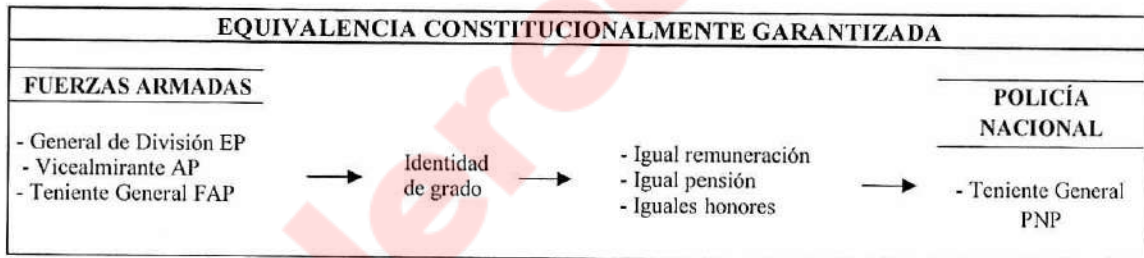 EQUIVALENCIA CONSTITUCIONALMENTE GARANTIZADA
FUERZAS ARMADAS
- General de División EP
- Vicealmirante AP
- Teniente General FAP
Identidad
de grado
- Igual remuneración
- Igual pensión
- Iguales honores
POLICÍA
NACIONAL
- Teniente General
PNP